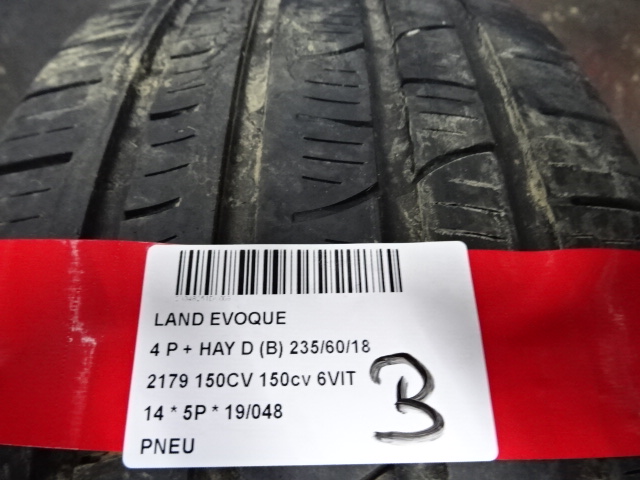 LAND EVOQUE
4 P + HAY D (B) 235/60/18
2179 150CV 150cv 6VIT
14 * 5P * 19/048
PNEU
B